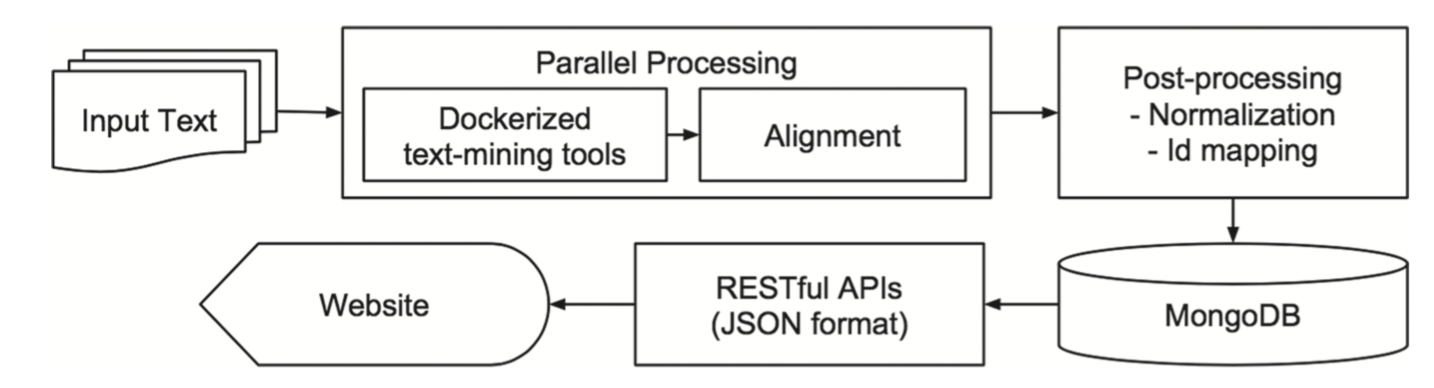 Input Text
Parallel Processing
Dockerized
text-mining tools
Alignment
Post-processing
- Normalization
- Id mapping
Website
RESTful APIs
(JSON format)
MongoDB